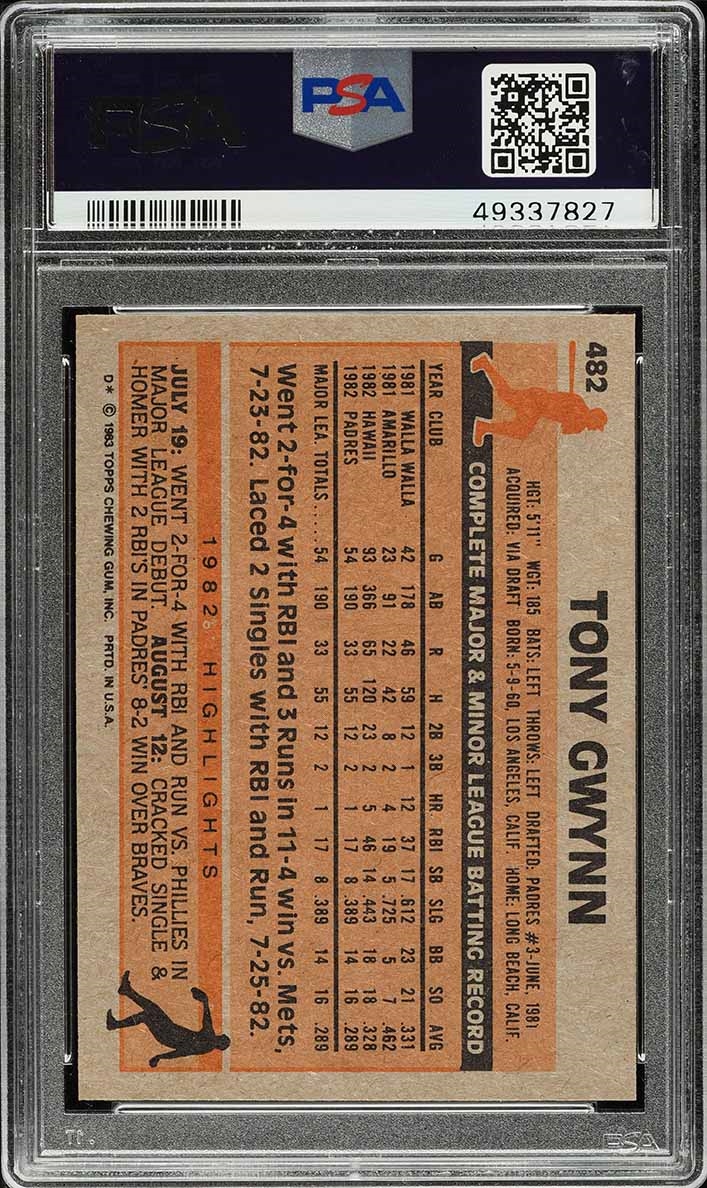 PSA
PSA
49337827
482
TONY GWYNN
HGT: 5'11" WGT: 185 BATS: LEFT THROWS: LEFT DRAFTED: PADRES #3-JUNE, 1981
ACQUIRED: VIA DRAFT BORN: 5-9-60, LOS ANGELES, CALIF. HOME: LONG BEACH, CALIF.
COMPLETE MAJOR & MINOR LEAGUE BATTING RECORD
YEAR CLUB G AB R H 2B 3B HR RBI SB SLG BB SO AVG
1981 WALLA WALLA 42 178 46 59 12 1 12 37 17 .612 23 21 .331
1981 AMARILLO 23 91 22 42 8 2 4 19 5 .725 5 7 .462
1982 HAWAII 93 366 65 120 23 2 5 46 14 .443 18 18 .328
1982 PADRES 54 190 33 55 12 2 1 17 8 .389 14 16 .289
MAJOR LEA. TOTALS..... 54 190 33 55 12 2 1 17 8 .389 14 16 .289
Went 2-for-4 with RBI and 3 Runs in 11-4 win vs. Mets,
7-23-82. Laced 2 Singles with RBI and Run, 7-25-82.
1982 HIGHLIGHTS
JULY 19: WENT 2-FOR-4 WITH RBI AND RUN VS. PHILLIES IN
MAJOR LEAGUE DEBUT. AUGUST 12: CRACKED SINGLE &
HOMER WITH 2 RBI'S IN PADRES' 8-2 WIN OVER BRAVES.
D* © 1983 TOPPS CHEWING GUM, INC. PRTD. IN U.S.A.
PSA